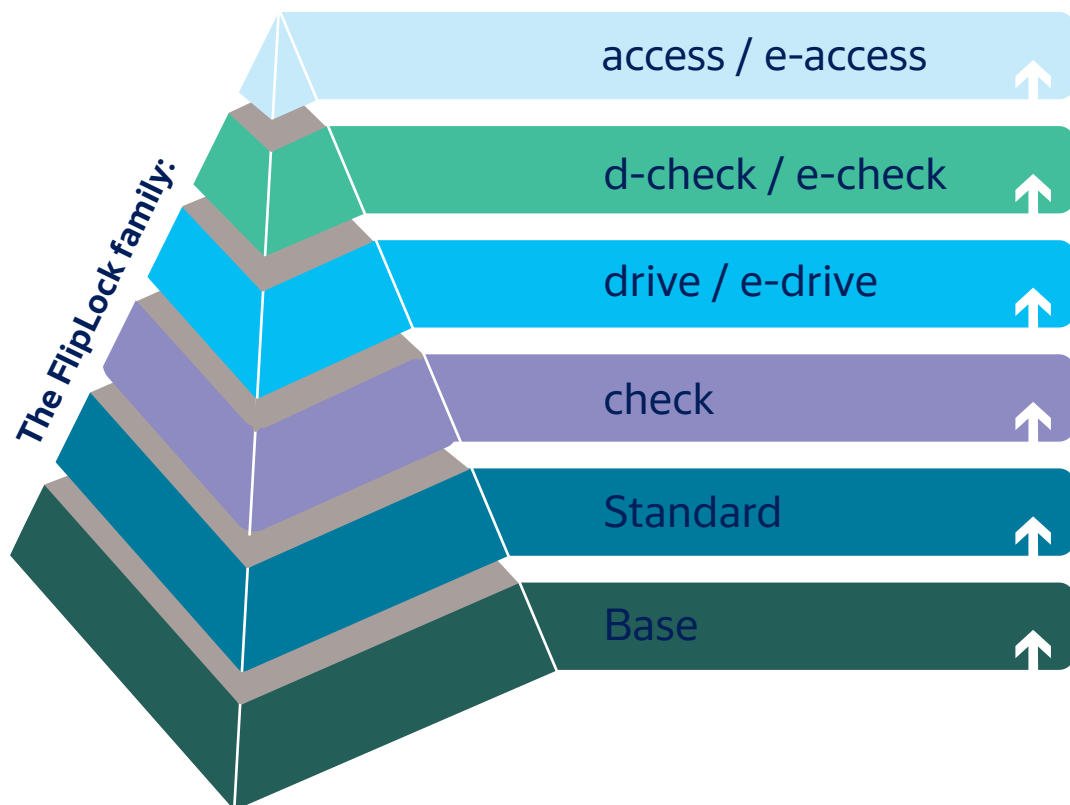 The FlipLock family:
access / e-access
d-check / e-check
drive / e-drive
check
Standard
Base